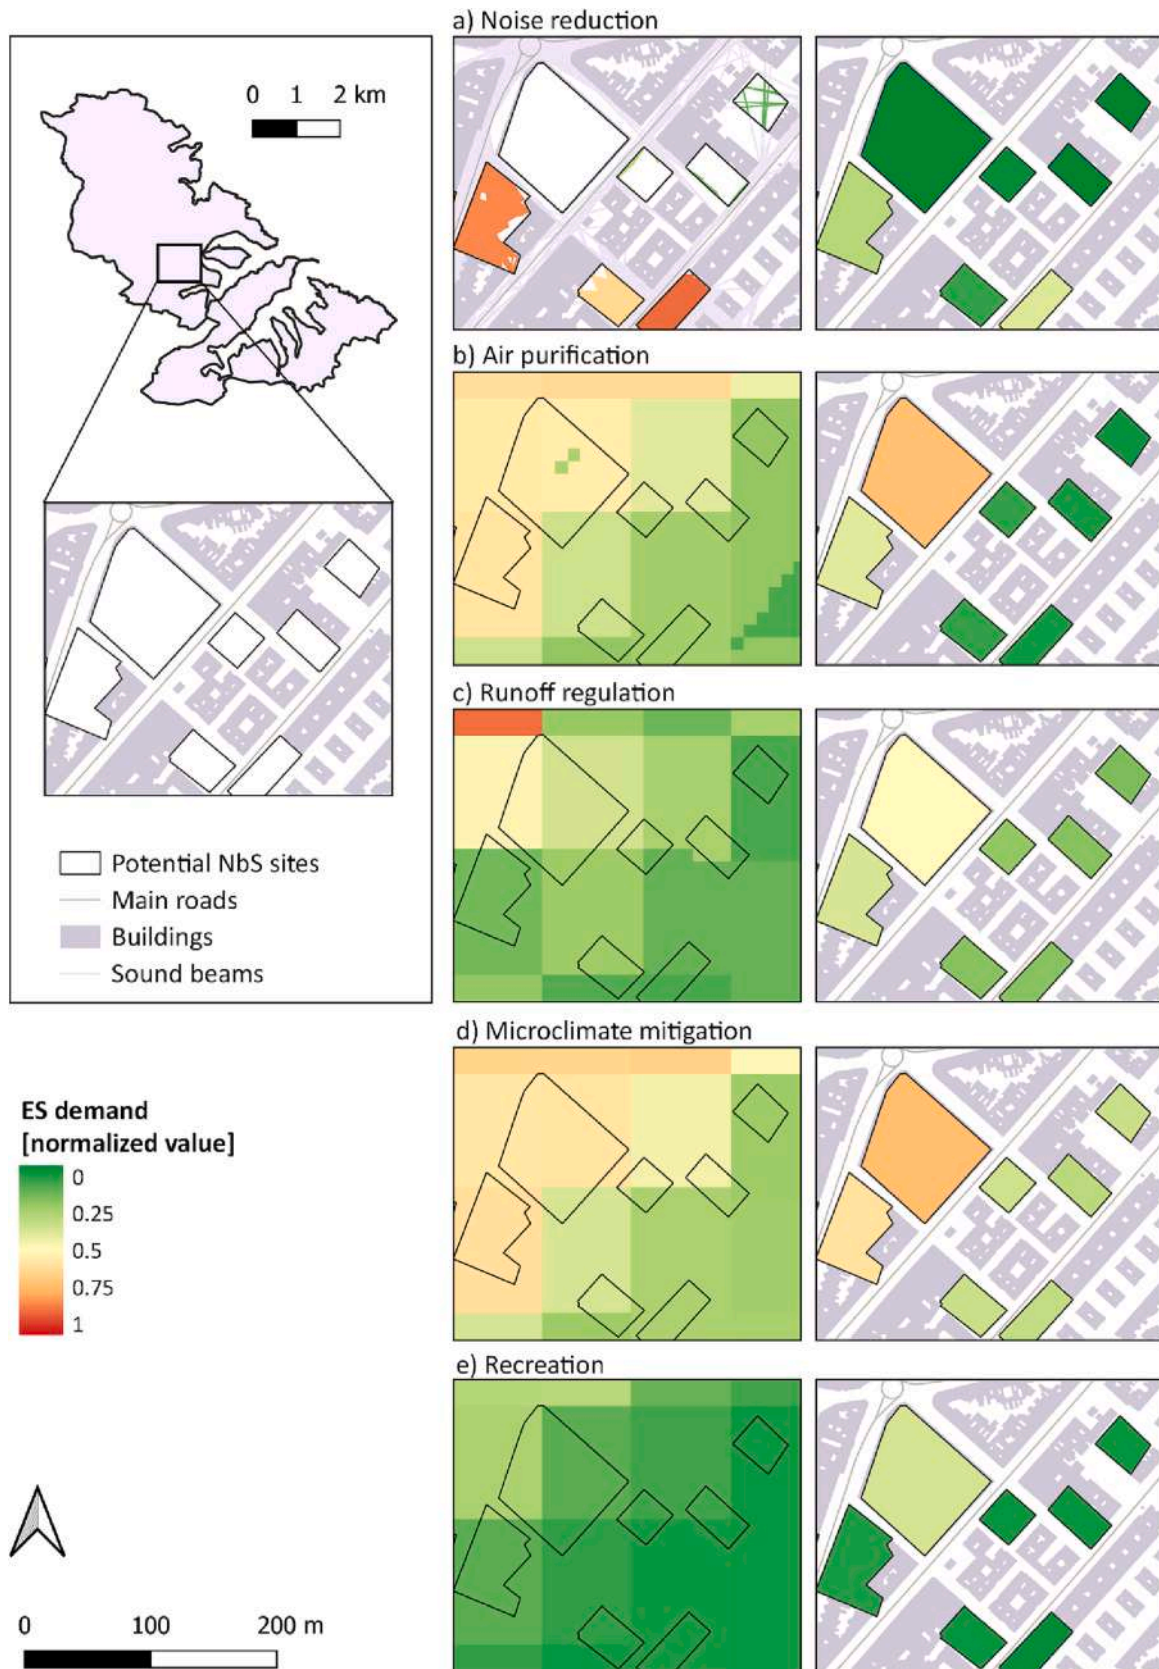 a) Noise reduction
0 1 2 km
b) Air purification
c) Runoff regulation
Potential NbS sites
Main roads
Buildings
Sound beams
d) Microclimate mitigation
ES demand
[normalized value]
0
0.25
0.5
0.75
1
e) Recreation
0 100 200 m